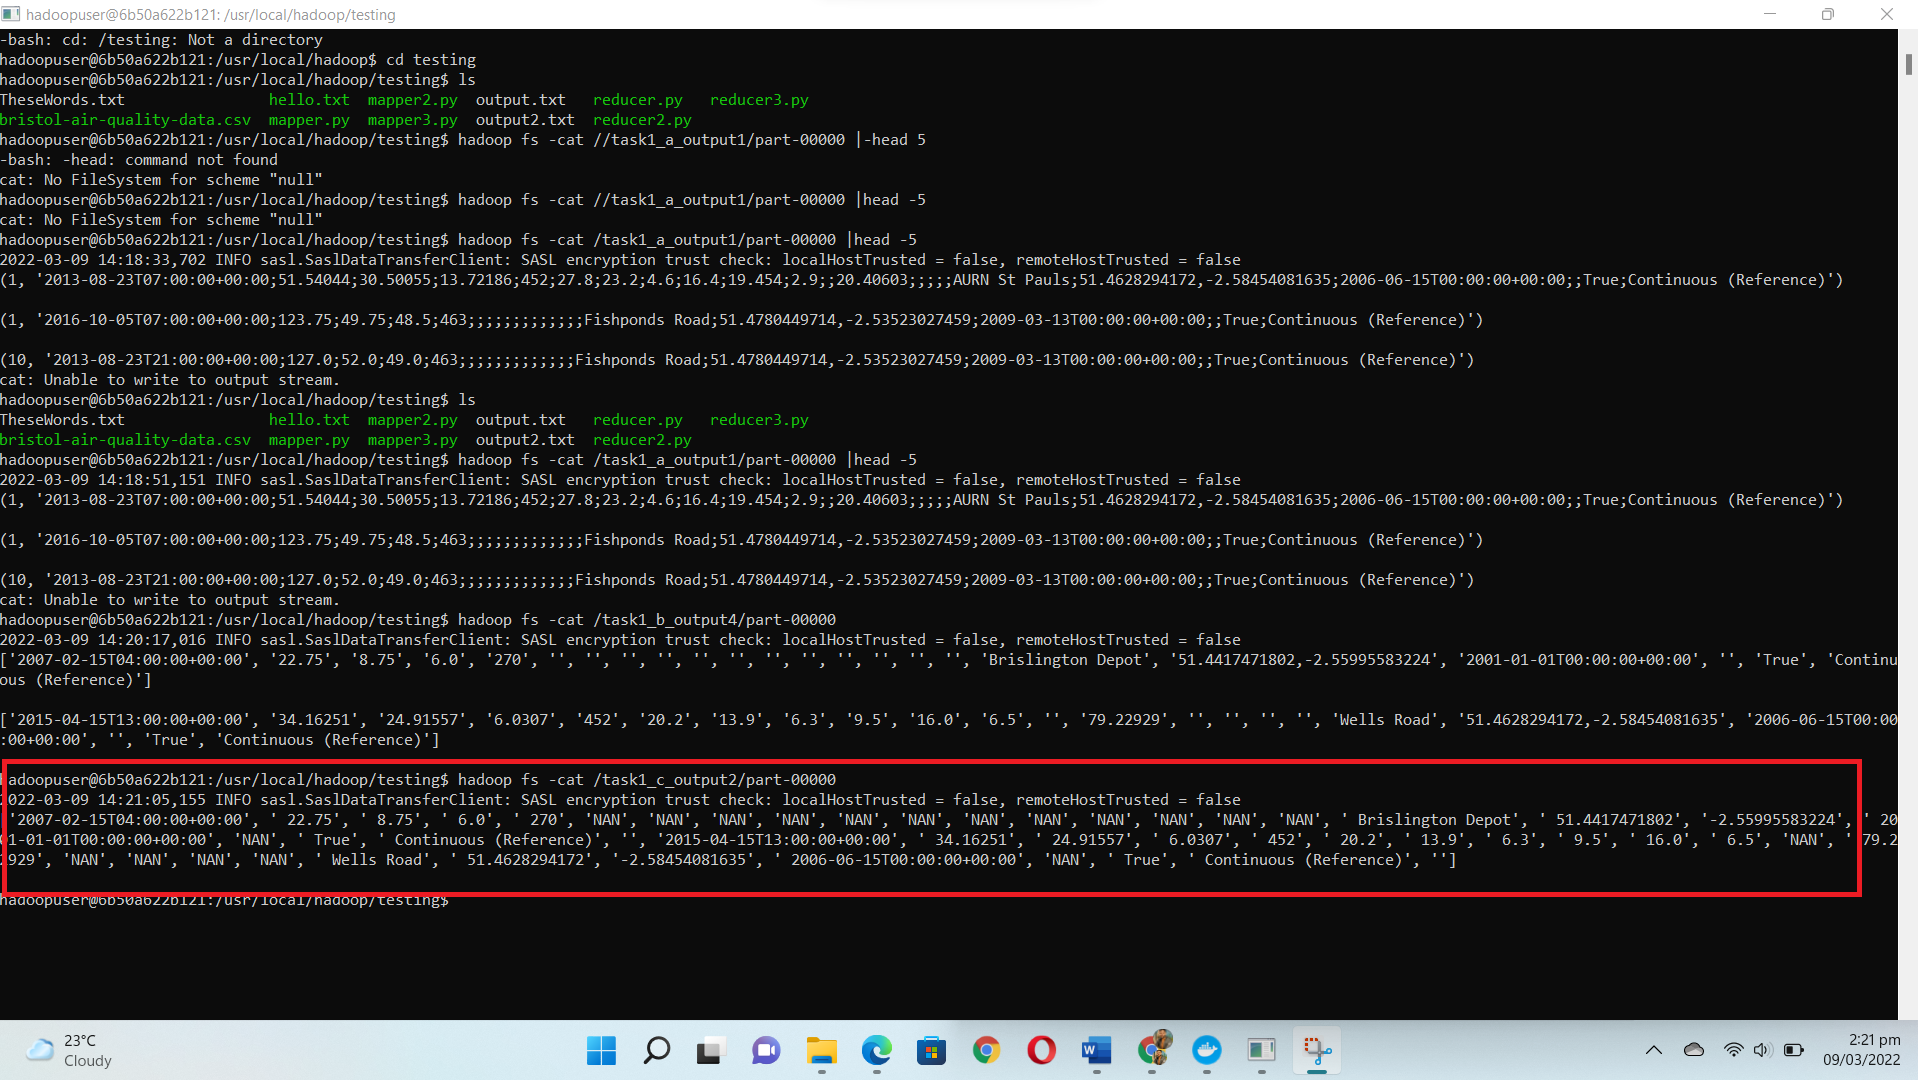 hadoopuser@6b50a622b121: /usr/local/hadoop/testing
-bash: cd: /testing: Not a directory
hadoopuser@6b50a622b121:/usr/local/hadoop$ cd testing
hadoopuser@6b50a622b121:/usr/local/hadoop/testing$ ls
TheseWords.txt hello.txt mapper2.py output.txt reducer.py reducer3.py
bristol-air-quality-data.csv mapper.py mapper3.py output2.txt reducer2.py
hadoopuser@6b50a622b121:/usr/local/hadoop/testing$ hadoop fs -cat //task1_a_output1/part-00000 |-head 5
-bash: -head: command not found
cat: No FileSystem for scheme "null"
hadoopuser@6b50a622b121:/usr/local/hadoop/testing$ hadoop fs -cat //task1_a_output1/part-00000 |head -5
cat: No FileSystem for scheme "null"
hadoopuser@6b50a622b121:/usr/local/hadoop/testing$ hadoop fs -cat /task1_a_output1/part-00000 |head -5
2022-03-09 14:18:33,702 INFO sasl.SaslDataTransferClient: SASL encryption trust check: localHostTrusted = false, remoteHostTrusted = false
(1, '2013-08-23T07:00:00+00:00;51.54044;30.50055;13.72186;452;27.8;23.2;4.6;16.4;19.454;2.9;;20.40603;;;;;AURN St Pauls;51.4628294172,-2.58454081635;2006-06-15T00:00:00+00:00;;True;Continuous (Reference)')
(1, '2016-10-05T07:00:00+00:00;123.75;49.75;48.5;463;;;;;;;;;;;;;Fishponds Road;51.4780449714,-2.53523027459;2009-03-13T00:00:00+00:00;;True;Continuous (Reference)')
(10, '2013-08-23T21:00:00+00:00;127.0;52.0;49.0;463;;;;;;;;;;;;;Fishponds Road;51.4780449714,-2.53523027459;2009-03-13T00:00:00+00:00;;True;Continuous (Reference)')
cat: Unable to write to output stream.
hadoopuser@6b50a622b121:/usr/local/hadoop/testing$ ls
TheseWords.txt hello.txt mapper2.py output.txt reducer.py reducer3.py
bristol-air-quality-data.csv mapper.py mapper3.py output2.txt reducer2.py
hadoopuser@6b50a622b121:/usr/local/hadoop/testing$ hadoop fs -cat /task1_a_output1/part-00000 |head -5
2022-03-09 14:18:51,151 INFO sasl.SaslDataTransferClient: SASL encryption trust check: localHostTrusted = false, remoteHostTrusted = false
(1, '2013-08-23T07:00:00+00:00;51.54044;30.50055;13.72186;452;27.8;23.2;4.6;16.4;19.454;2.9;;20.40603;;;;;AURN St Pauls;51.4628294172,-2.58454081635;2006-06-15T00:00:00+00:00;;True;Continuous (Reference)')
(1, '2016-10-05T07:00:00+00:00;123.75;49.75;48.5;463;;;;;;;;;;;;;Fishponds Road;51.4780449714,-2.53523027459;2009-03-13T00:00:00+00:00;;True;Continuous (Reference)')
(10, '2013-08-23T21:00:00+00:00;127.0;52.0;49.0;463;;;;;;;;;;;;;Fishponds Road;51.4780449714,-2.53523027459;2009-03-13T00:00:00+00:00;;True;Continuous (Reference)')
cat: Unable to write to output stream.
hadoopuser@6b50a622b121:/usr/local/hadoop/testing$ hadoop fs -cat /task1_b_output4/part-00000
2022-03-09 14:20:17,016 INFO sasl.SaslDataTransferClient: SASL encryption trust check: localHostTrusted = false, remoteHostTrusted = false
['2007-02-15T04:00:00+00:00', '22.75', '8.75', '6.0', '270', '', '', '', '', '', '', '', '', '', '', '', '', 'Brislington Depot', '51.4417471802,-2.55995583224', '2001-01-01T00:00:00+00:00', '', 'True', 'Continu
ous (Reference)']
['2015-04-15T13:00:00+00:00', '34.16251', '24.91557', '6.0307', '452', '20.2', '13.9', '6.3', '9.5', '16.0', '6.5', '', '79.22929', '', '', '', '', 'Wells Road', '51.4628294172,-2.58454081635', '2006-06-15T00:00
:00+00:00', '', 'True', 'Continuous (Reference)']
hadoopuser@6b50a622b121:/usr/local/hadoop/testing$ hadoop fs -cat /task1_c_output2/part-00000
2022-03-09 14:21:05,155 INFO sasl.SaslDataTransferClient: SASL encryption trust check: localHostTrusted = false, remoteHostTrusted = false
'2007-02-15T04:00:00+00:00', ' 22.75', ' 8.75', ' 6.0', ' 270', 'NAN', 'NAN', 'NAN', 'NAN', 'NAN', 'NAN', 'NAN', 'NAN', 'NAN', 'NAN', 'NAN', 'NAN', ' Brislington Depot', ' 51.4417471802', '-2.55995583224', ' 20
01-01-01T00:00:00+00:00', 'NAN', ' True', ' Continuous (Reference)', '', '2015-04-15T13:00:00+00:00', ' 34.16251', ' 24.91557', ' 6.0307', ' 452', ' 20.2', ' 13.9', ' 6.3', ' 9.5', ' 16.0', ' 6.5', 'NAN', ' 79.2
2929', 'NAN', 'NAN', 'NAN', 'NAN', ' Wells Road', ' 51.4628294172', '-2.58454081635', ' 2006-06-15T00:00:00+00:00', 'NAN', ' True', ' Continuous (Reference)', '']
hadoopuser@6b50a622b121:/usr/local/hadoop/testing$
23°C
Cloudy
2:21 pm
09/03/2022